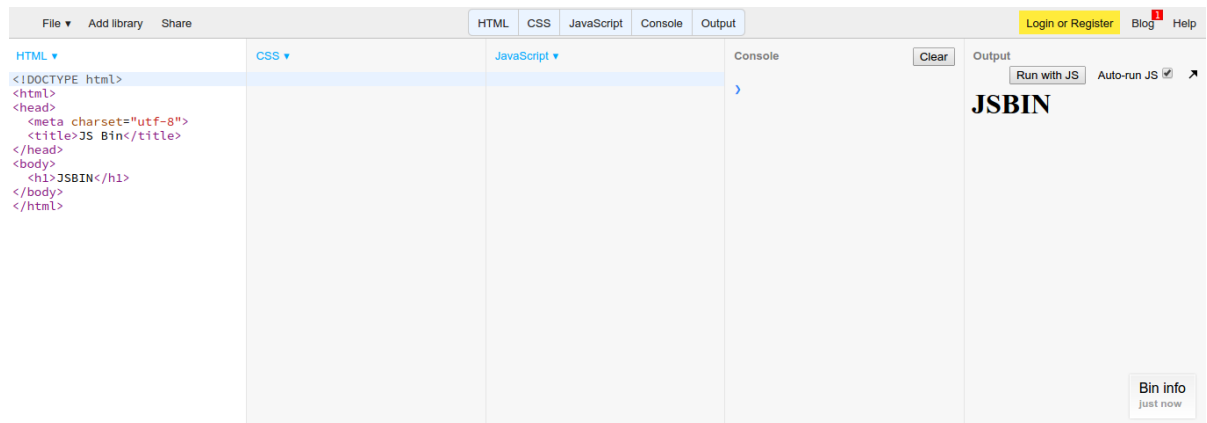 File ▾ Add library Share HTML CSS JavaScript Console Output Login or Register Blog 1 Help
HTML ▾
<!DOCTYPE html>
<html>
<head>
  <meta charset="utf-8">
  <title>JS Bin</title>
</head>
<body>
  <h1>JSBIN</h1>
</body>
</html>
CSS ▾
JavaScript ▾
Console Clear
❯
Output
Run with JS Auto-run JS
JSBIN
Bin info
just now